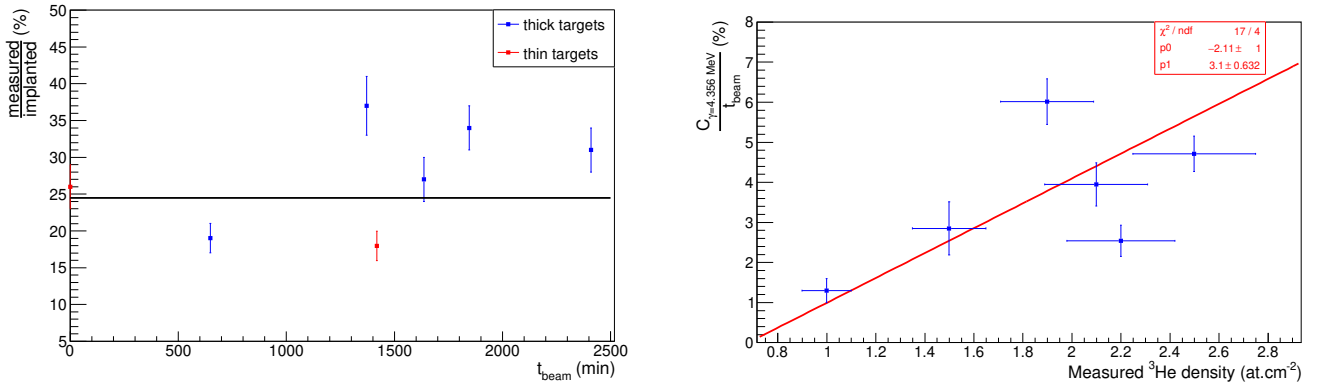 measured
implanted (%)
50
45
40
35
30
25
20
15
10
5
thick targets
thin targets
0 500 1000 1500 2000 2500
t_beam (min)
C_γ=4.356 MeV
t_beam (%)
8
7
6
5
4
3
2
1
0
χ² / ndf 17 / 4
p0 −2.11 ± 1
p1 3.1 ± 0.632
0.8 1 1.2 1.4 1.6 1.8 2 2.2 2.4 2.6 2.8
Measured ³He density (at.cm⁻²)